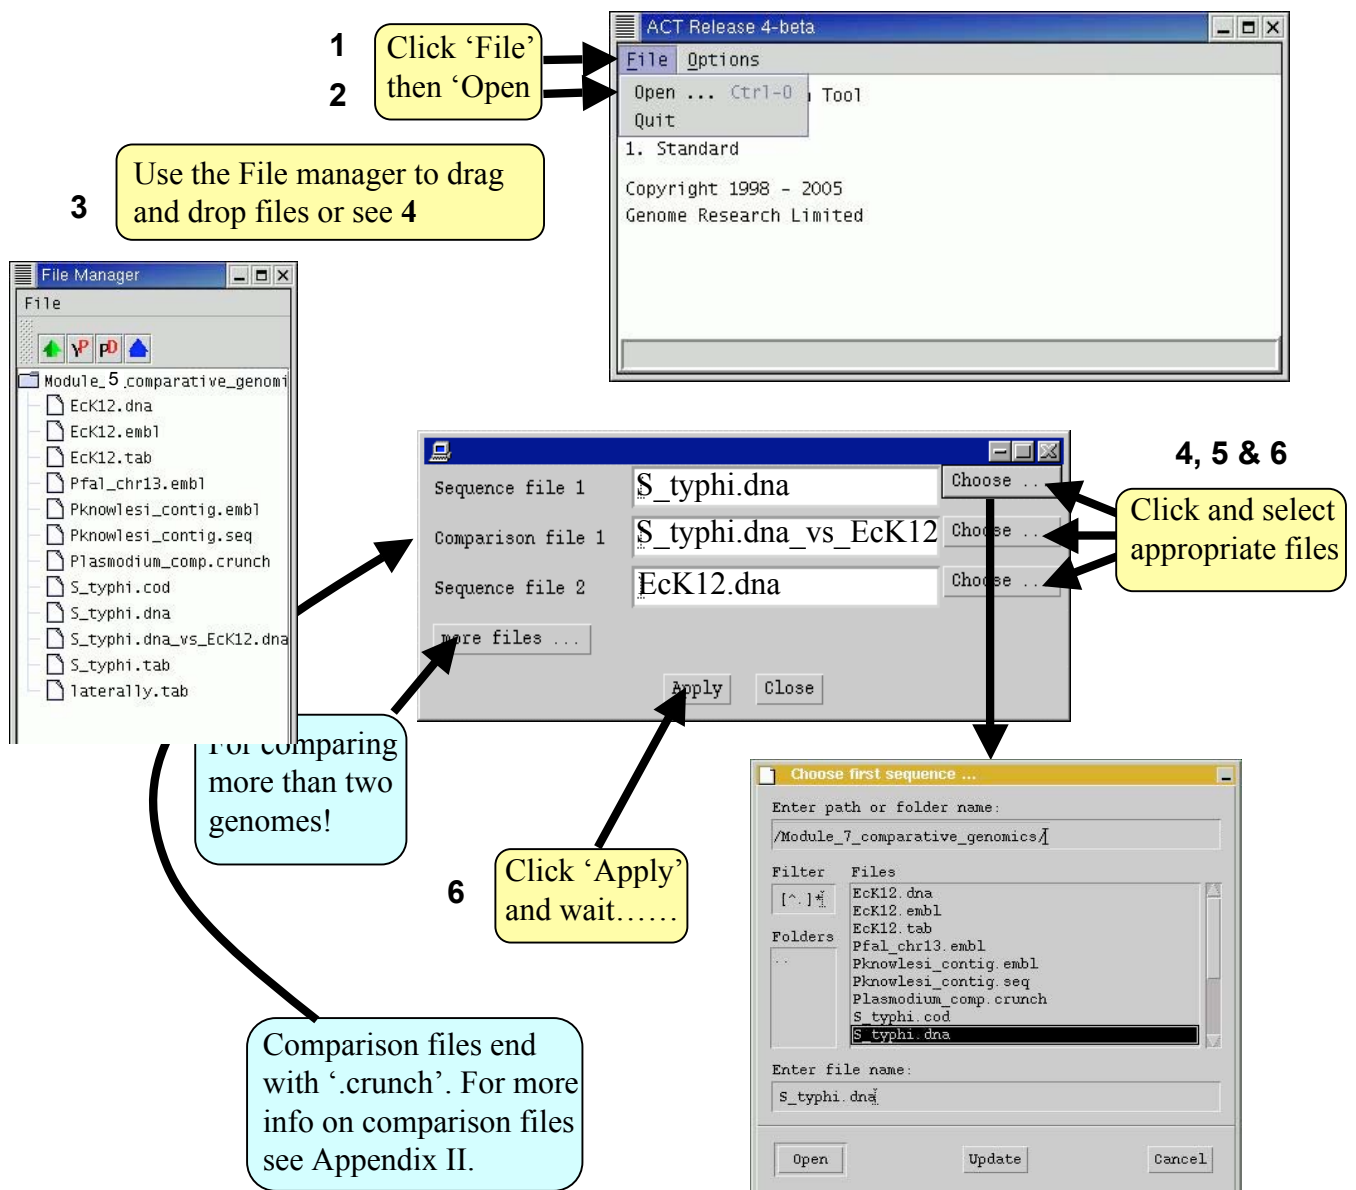 1
2
Click ‘File’
then ‘Open
ACT Release 4-beta
File Options
Open ... Ctrl-O
Quit
Tool
1. Standard
Copyright 1998 - 2005
Genome Research Limited
3
Use the File manager to drag
and drop files or see 4
File Manager
File
Module_5_comparative_genomi
EcK12.dna
EcK12.embl
EcK12.tab
Pfal_chr13.embl
Pknowlesi_contig.embl
Pknowlesi_contig.seq
Plasmodium_comp.crunch
S_typhi.cod
S_typhi.dna
S_typhi.dna_vs_EcK12.dna
S_typhi.tab
laterally.tab
Sequence file 1 S_typhi.dna Choose ...
Comparison file 1 S_typhi.dna_vs_EcK12 Choose ...
Sequence file 2 EcK12.dna Choose ...
more files ...
Apply Close
4, 5 & 6
Click and select
appropriate files
For comparing
more than two
genomes!
6
Click ‘Apply’
and wait……
Comparison files end
with ‘.crunch’. For more
info on comparison files
see Appendix II.
Choose first sequence ...
Enter path or folder name:
/Module_7_comparative_genomics/
Filter Files
[^.]*
Folders
..
EcK12.dna
EcK12.embl
EcK12.tab
Pfal_chr13.embl
Pknowlesi_contig.embl
Pknowlesi_contig.seq
Plasmodium_comp.crunch
S_typhi.cod
S_typhi.dna
Enter file name:
S_typhi.dna
Open Update Cancel